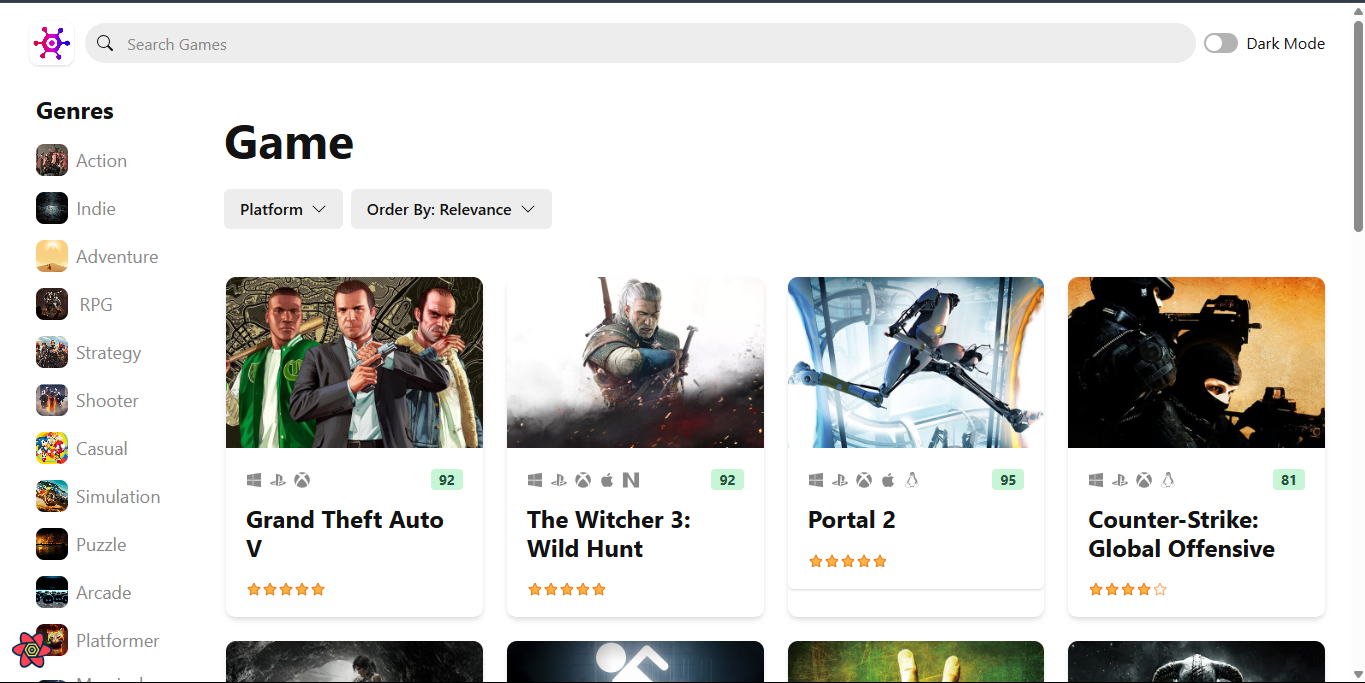 Search Games
Dark Mode
Genres
Action
Indie
Adventure
RPG
Strategy
Shooter
Casual
Simulation
Puzzle
Arcade
Platformer
Game
Platform
Order By: Relevance
92
Grand Theft Auto
V
92
The Witcher 3:
Wild Hunt
95
Portal 2
81
Counter-Strike:
Global Offensive